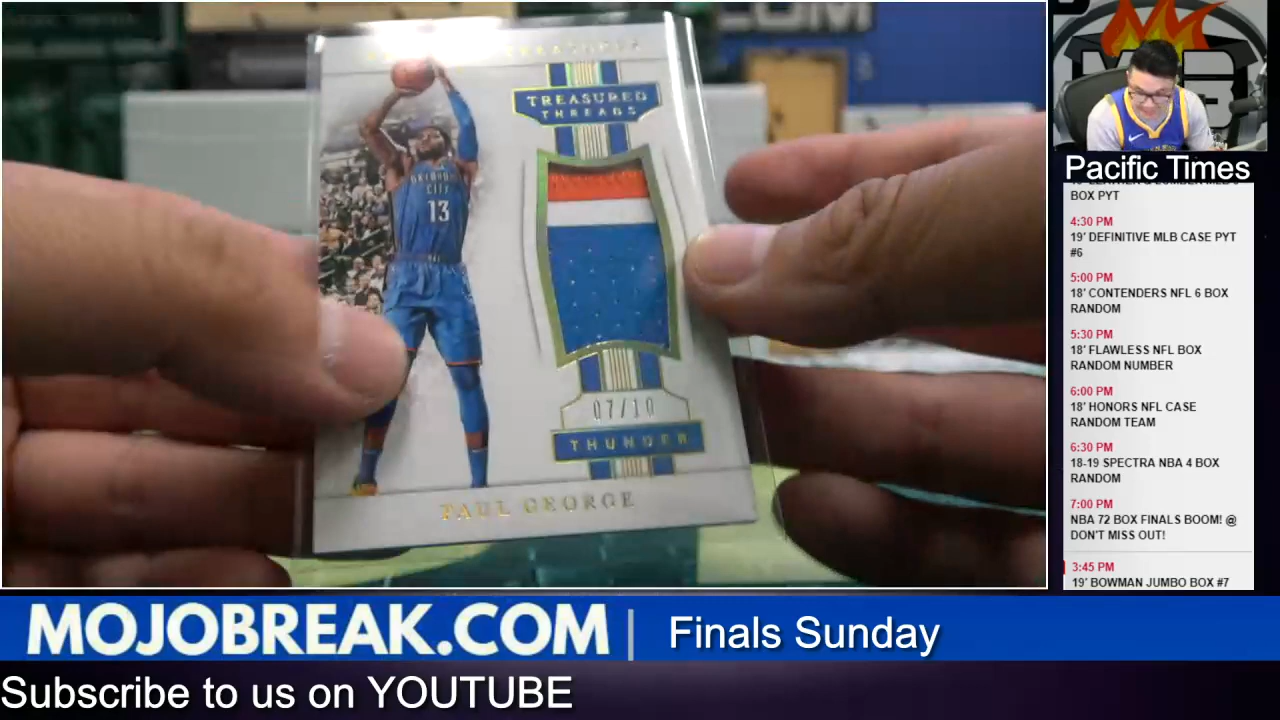 TREASURES
TREASURED
THREADS
OKLAHOMA
CITY
13
07/10
THUNDER
PAUL GEORGE
COM
MB
Pacific Times
BOX PYT
4:30 PM
19' DEFINITIVE MLB CASE PYT
#6
5:00 PM
18' CONTENDERS NFL 6 BOX
RANDOM
5:30 PM
18' FLAWLESS NFL BOX
RANDOM NUMBER
6:00 PM
18' HONORS NFL CASE
RANDOM TEAM
6:30 PM
18-19 SPECTRA NBA 4 BOX
RANDOM
7:00 PM
NBA 72 BOX FINALS BOOM! @
DON'T MISS OUT!
3:45 PM
19' BOWMAN JUMBO BOX #7
MOJOBREAK.COM | Finals Sunday
Subscribe to us on YOUTUBE